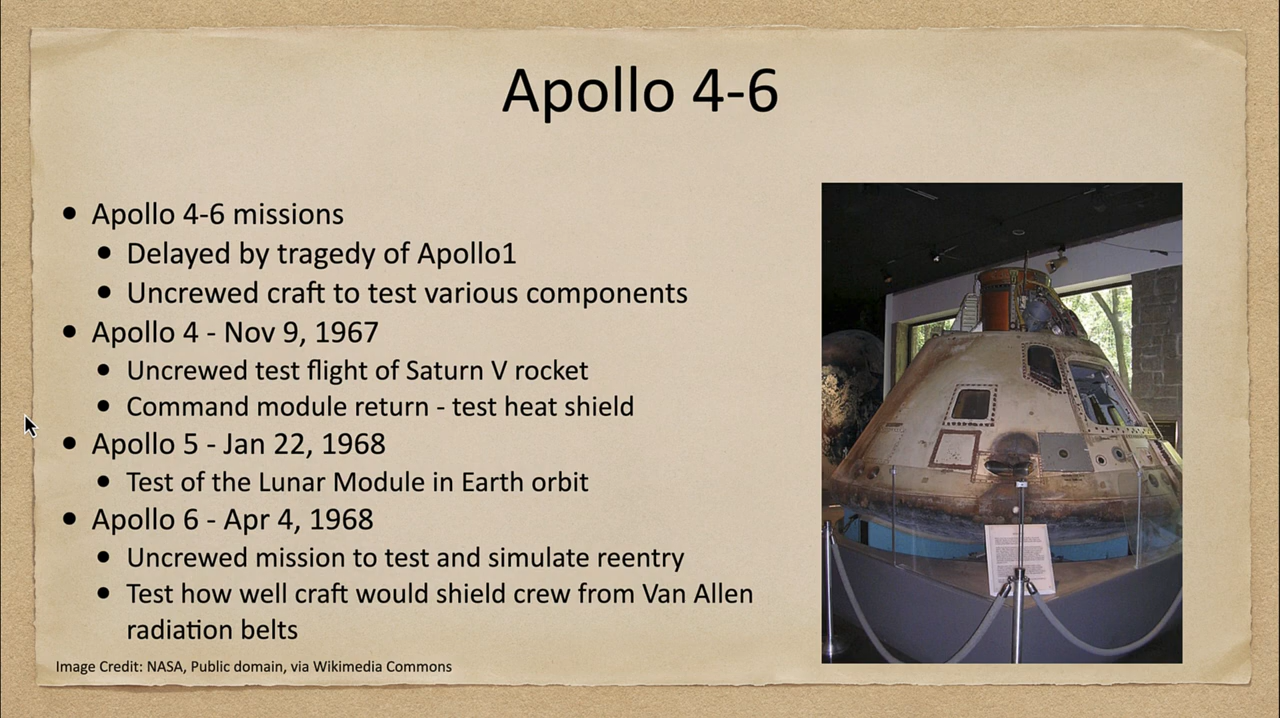 Apollo 4-6
• Apollo 4-6 missions
• Delayed by tragedy of Apollo1
• Uncrewed craft to test various components
• Apollo 4 - Nov 9, 1967
• Uncrewed test flight of Saturn V rocket
• Command module return - test heat shield
• Apollo 5 - Jan 22, 1968
• Test of the Lunar Module in Earth orbit
• Apollo 6 - Apr 4, 1968
• Uncrewed mission to test and simulate reentry
• Test how well craft would shield crew from Van Allen
radiation belts
Image Credit: NASA, Public domain, via Wikimedia Commons